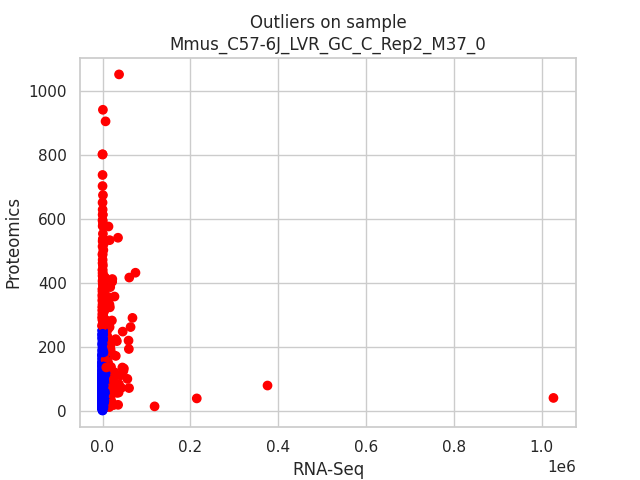 Outliers on sample
Mmus_C57-6J_LVR_GC_C_Rep2_M37_0
1000
800
600
400
200
0
Proteomics
0.0 0.2 0.4 0.6 0.8 1.0
1e6
RNA-Seq